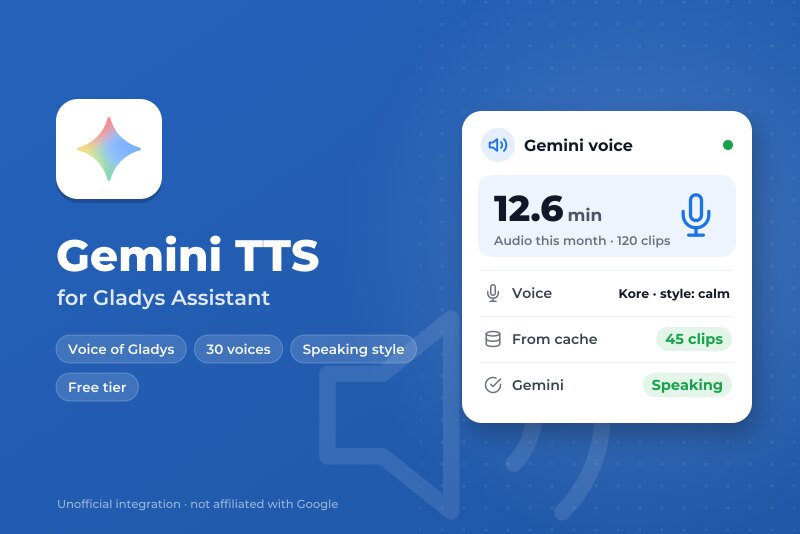 Gemini TTS
for Gladys Assistant
Voice of Gladys
30 voices
Speaking style
Free tier
Unofficial integration · not affiliated with Google
Gemini voice
12.6 min
Audio this month · 120 clips
Voice
Kore · style: calm
From cache
45 clips
Gemini
Speaking